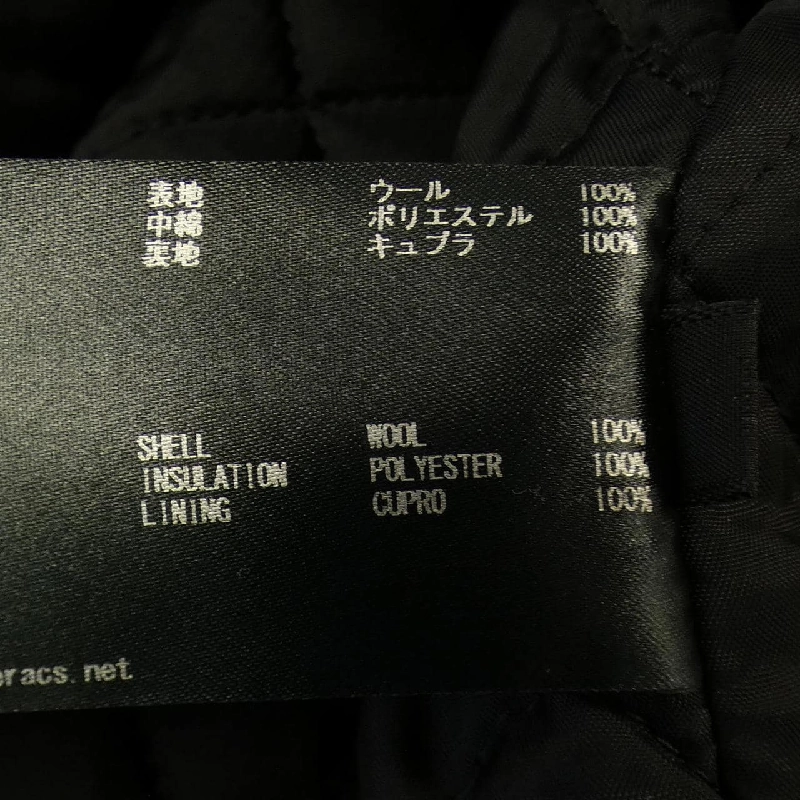 表地 ウール 100%
中綿 ポリエステル 100%
裏地 キュプラ 100%
SHELL WOOL 100%
INSULATION POLYESTER 100%
LINING CUPRO 100%
eracs.net